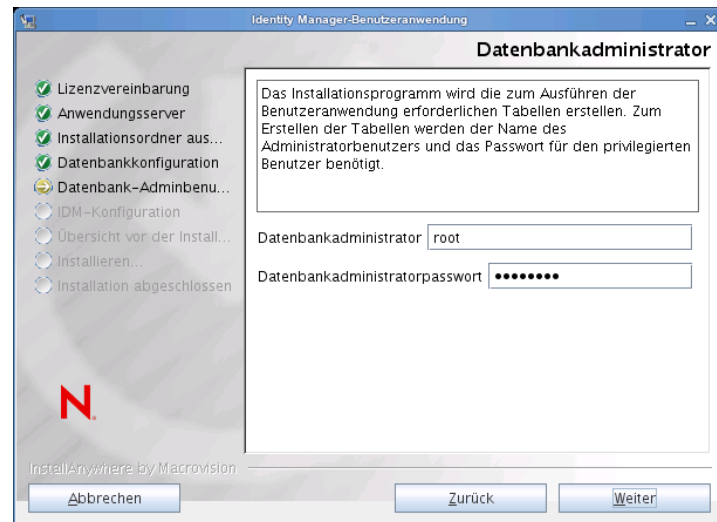 Identity Manager-Benutzeranwendung
Datenbankadministrator
Lizenzvereinbarung
Anwendungsserver
Installationsordner aus...
Datenbankkonfiguration
Datenbank-Adminbenu...
IDM-Konfiguration
Übersicht vor der Install...
Installieren...
Installation abgeschlossen
Das Installationsprogramm wird die zum Ausführen der
Benutzeranwendung erforderlichen Tabellen erstellen. Zum
Erstellen der Tabellen werden der Name des
Administratorbenutzers und das Passwort für den privilegierten
Benutzer benötigt.
Datenbankadministrator root
Datenbankadministratorpasswort ••••••••
N
InstallAnywhere by Macrovision
Abbrechen Zurück Weiter